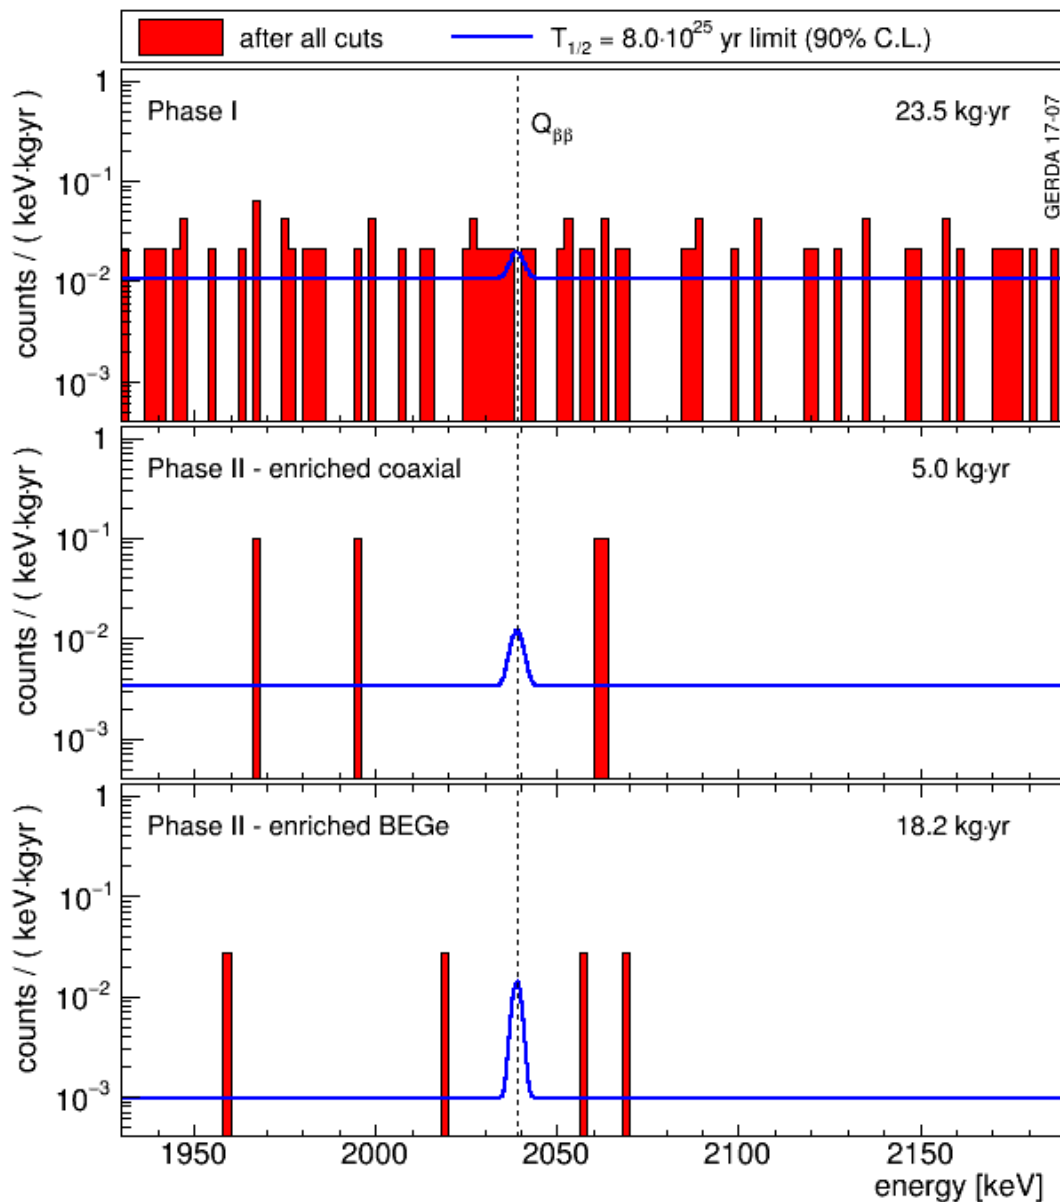 after all cuts
T1/2 = 8.0·10^25 yr limit (90% C.L.)
1
10^−1
10^−2
10^−3
counts / ( keV·kg·yr)
Phase I
Qββ
23.5 kg·yr
GERDA 17-07
1
10^−1
10^−2
10^−3
counts / ( keV·kg·yr)
Phase II - enriched coaxial
5.0 kg·yr
1
10^−1
10^−2
10^−3
counts / ( keV·kg·yr)
Phase II - enriched BEGe
18.2 kg·yr
1950 2000 2050 2100 2150
energy [keV]